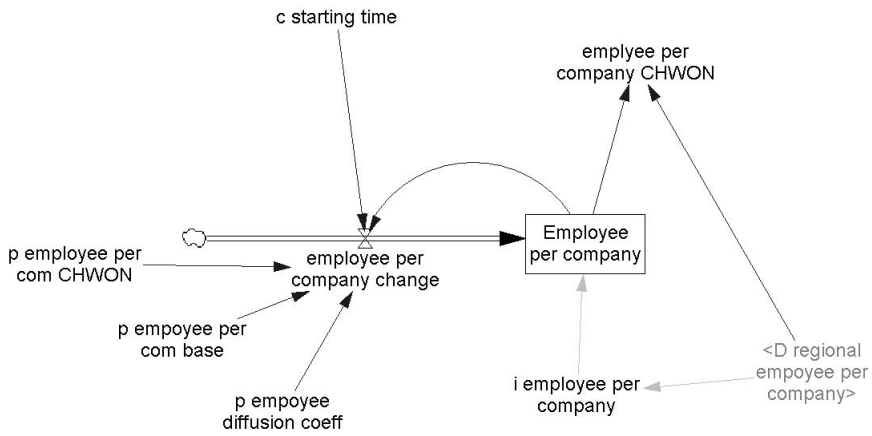 c starting time
emplyee per
company CHWON
Employee
per company
p employee per
com CHWON
employee per
company change
p empoyee per
com base
p empoyee
diffusion coeff
i employee per
company
<D regional
empoyee per
company>